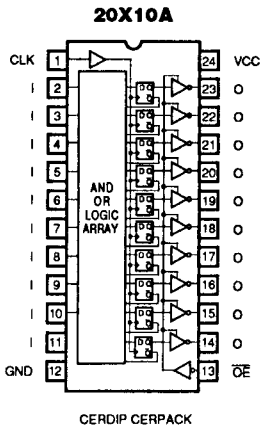 20X10A
CLK 1 24 VCC
I 2 23 O
I 3 22 O
I 4 21 O
I 5 20 O
I 6 19 O
I 7 18 O
I 8 17 O
I 9 16 O
I 10 15 O
I 11 14 O
GND 12 13 OE
AND
OR
LOGIC
ARRAY
CERDIP CERPACK